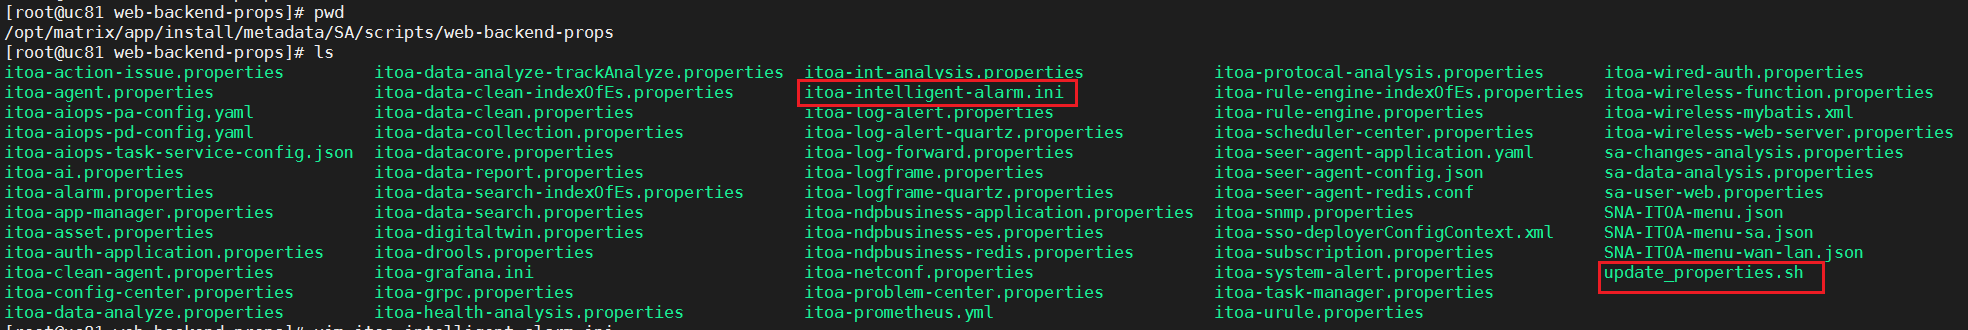 [root@uc81 web-backend-props]# pwd
/opt/matrix/app/install/metadata/SA/scripts/web-backend-props
[root@uc81 web-backend-props]# ls
itoa-action-issue.properties itoa-data-analyze-trackAnalyze.properties itoa-int-analysis.properties itoa-protocal-analysis.properties itoa-wired-auth.properties
itoa-agent.properties itoa-data-clean-indexOfEs.properties itoa-intelligent-alarm.ini itoa-rule-engine-indexOfEs.properties itoa-wireless-function.properties
itoa-aiops-pa-config.yaml itoa-data-clean.properties itoa-log-alert.properties itoa-rule-engine.properties itoa-wireless-mybatis.xml
itoa-aiops-pd-config.yaml itoa-data-collection.properties itoa-log-alert-quartz.properties itoa-scheduler-center.properties itoa-wireless-web-server.properties
itoa-aiops-task-service-config.json itoa-datacore.properties itoa-log-forward.properties itoa-seer-agent-application.yaml sa-changes-analysis.properties
itoa-ai.properties itoa-data-report.properties itoa-logframe.properties itoa-seer-agent-config.json sa-data-analysis.properties
itoa-alarm.properties itoa-data-search-indexOfEs.properties itoa-logframe-quartz.properties itoa-seer-agent-redis.conf sa-user-web.properties
itoa-app-manager.properties itoa-data-search.properties itoa-ndpbusiness-application.properties itoa-snmp.properties SNA-ITOA-menu.json
itoa-asset.properties itoa-digitaltwin.properties itoa-ndpbusiness-es.properties itoa-sso-deployerConfigContext.xml SNA-ITOA-menu-sa.json
itoa-auth-application.properties itoa-drools.properties itoa-ndpbusiness-redis.properties itoa-subscription.properties SNA-ITOA-menu-wan-lan.json
itoa-clean-agent.properties itoa-grafana.ini itoa-netconf.properties itoa-system-alert.properties update_properties.sh
itoa-config-center.properties itoa-grpc.properties itoa-problem-center.properties itoa-task-manager.properties
itoa-data-analyze.properties itoa-health-analysis.properties itoa-prometheus.yml itoa-urule.properties
[root@uc81 web-backend-props]# vim itoa-intelligent-alarm.ini